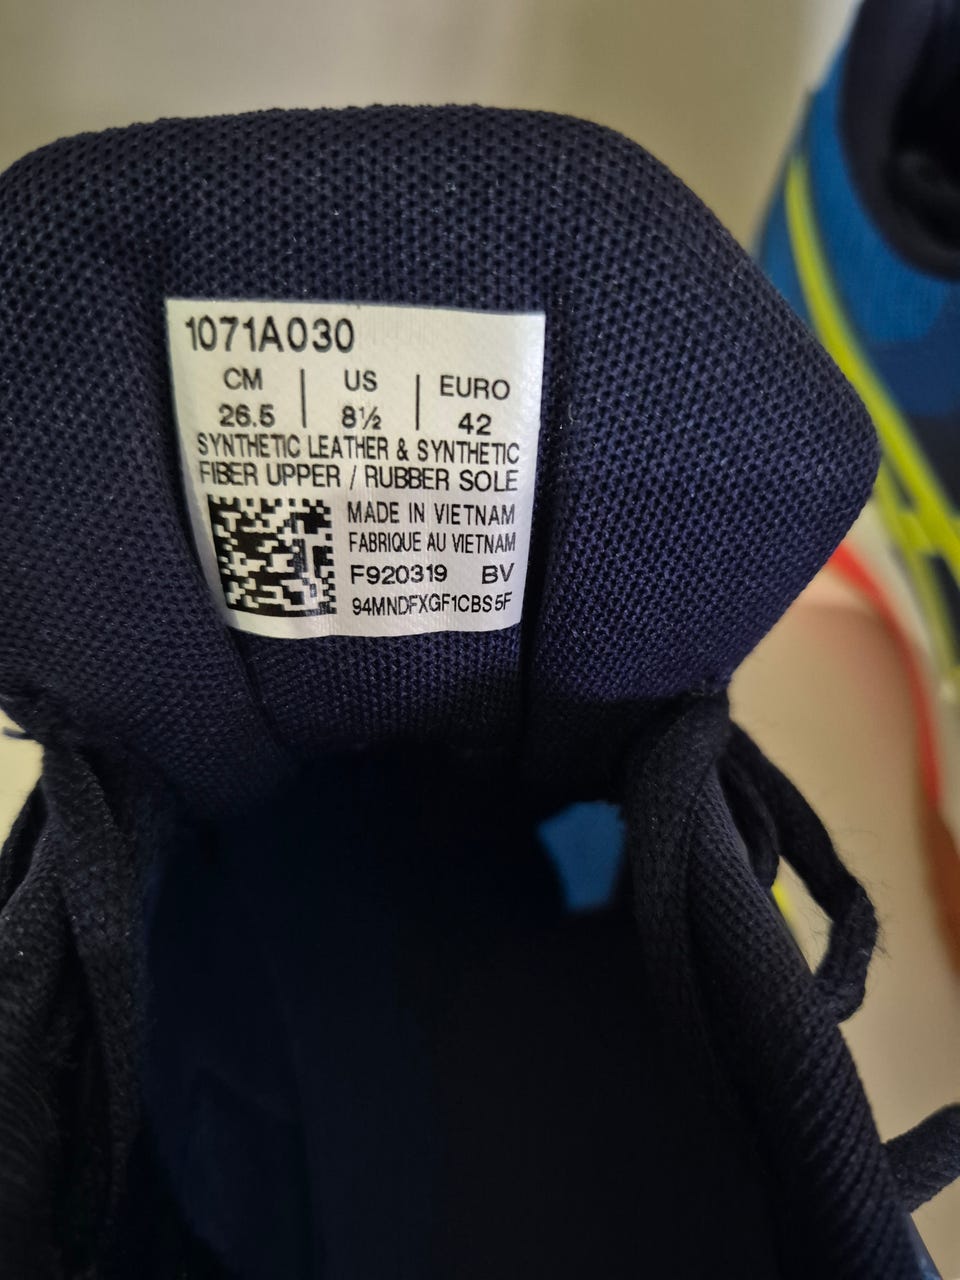 1071A030
CM | US | EURO
26.5 | 8½ | 42
SYNTHETIC LEATHER & SYNTHETIC
FIBER UPPER / RUBBER SOLE
MADE IN VIETNAM
FABRIQUE AU VIETNAM
F920319 BV
94MNDFXGF1CBS5F